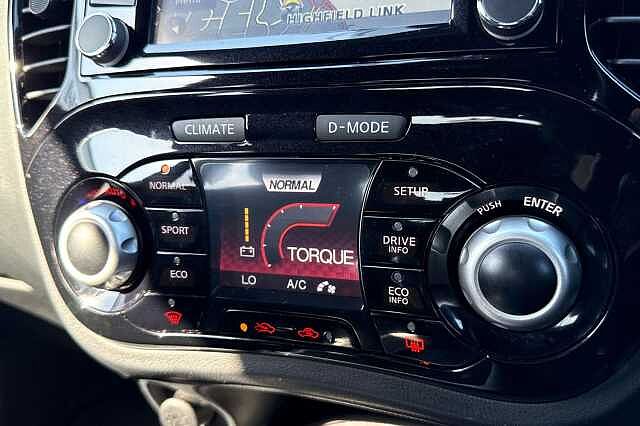 HIGHFIELD LINK
CLIMATE
D-MODE
NORMAL
NORMAL
SETUP
PUSH
ENTER
SPORT
DRIVE
INFO
TORQUE
ECO
ECO
INFO
LO
A/C